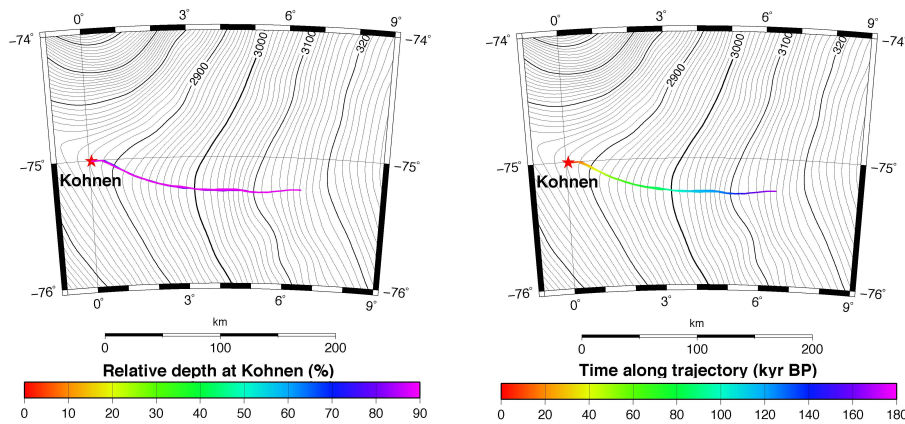 0° 3° 6° 9°
−74° −74°
2900 3000 3100 320
−75° −75°
Kohnen
−76° −76°
0° 3° 6° 9°
km
0 100 200
Relative depth at Kohnen (%)
0 10 20 30 40 50 60 70 80 90
0° 3° 6° 9°
−74° −74°
2900 3000 3100 320
−75° −75°
Kohnen
−76° −76°
0° 3° 6° 9°
km
0 100 200
Time along trajectory (kyr BP)
0 20 40 60 80 100 120 140 160 180